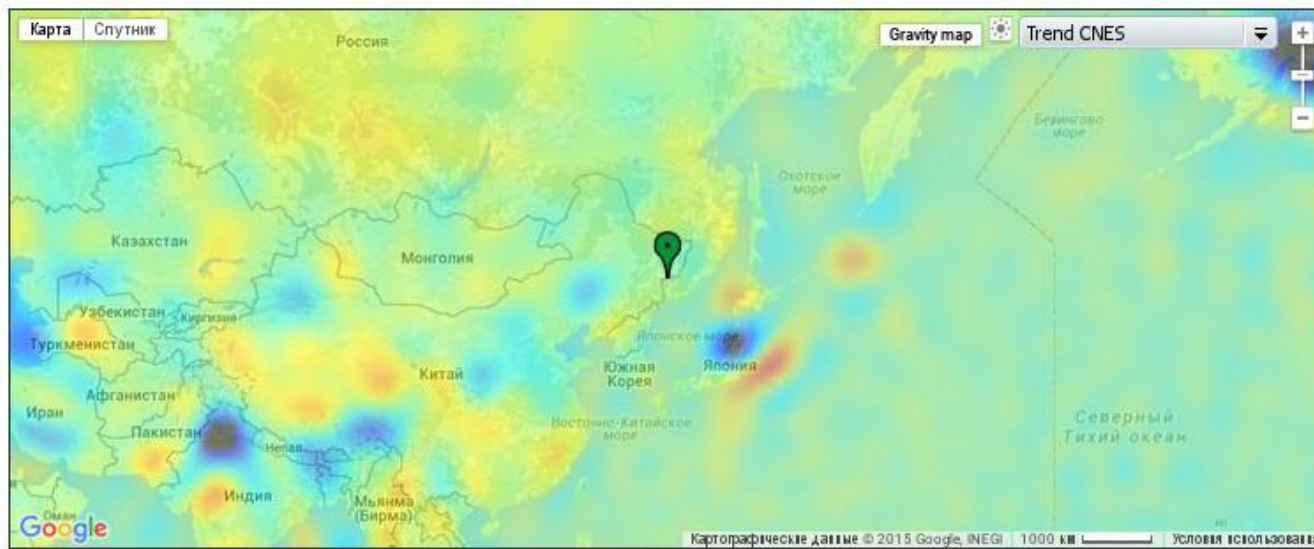 Карта Спутник
Россия
Gravity map Trend CNES
Берингово
море
Охотское
море
Казахстан
Монголия
Узбекистан
Киргизия
Туркменистан
Японское море
Китай
Южная
Корея
Япония
Афганистан
Иран
Пакистан
Восточно-Китайское
море
Северный
Тихий океан
Непал
Индия
Мьянма
(Бирма)
Оман
Google
Картографические данные © 2015 Google, INEGI 1000 км Условия использован